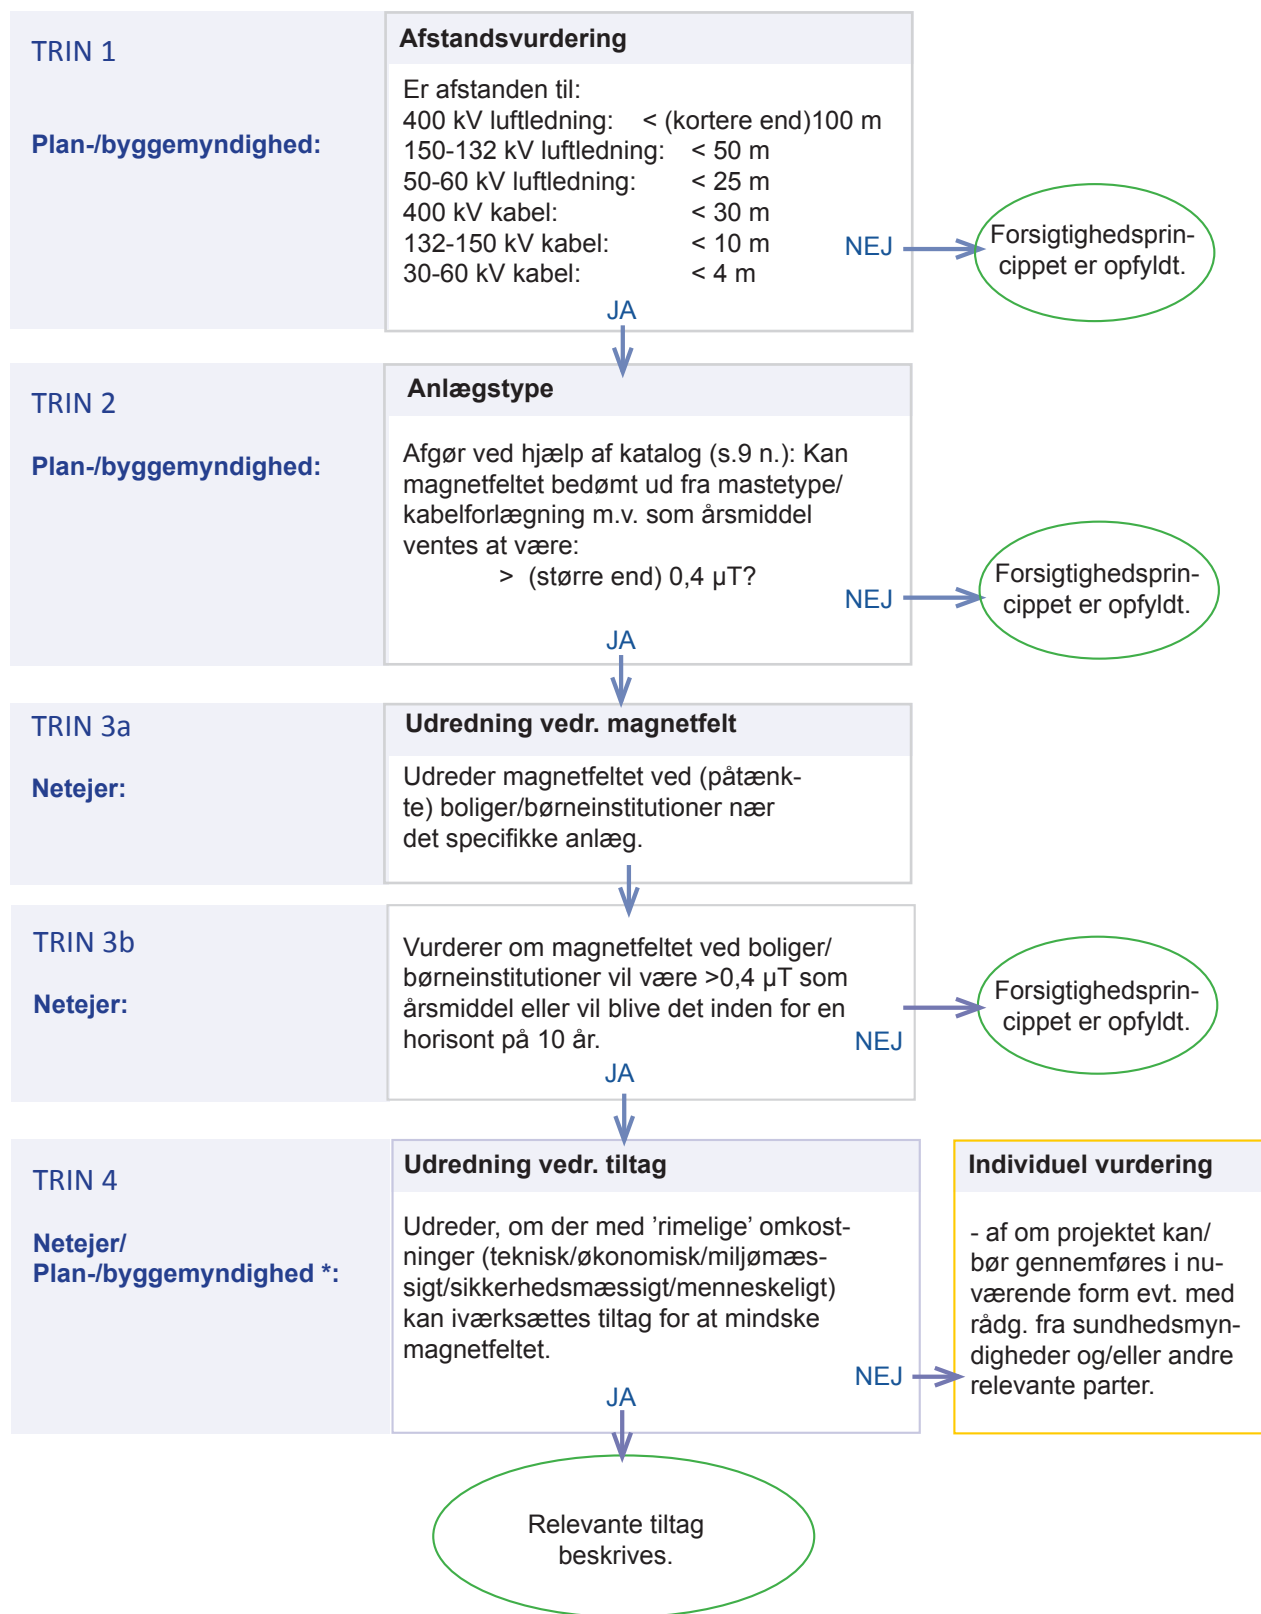 TRIN 1
Plan-/byggemyndighed:
Afstandsvurdering
Er afstanden til:
400 kV luftledning: < (kortere end)100 m
150-132 kV luftledning: < 50 m
50-60 kV luftledning: < 25 m
400 kV kabel: < 30 m
132-150 kV kabel: < 10 m
30-60 kV kabel: < 4 m
NEJ
JA
Forsigtighedsprin-
cippet er opfyldt.
TRIN 2
Plan-/byggemyndighed:
Anlægstype
Afgør ved hjælp af katalog (s.9 n.): Kan
magnetfeltet bedømt ud fra mastetype/
kabelforlægning m.v. som årsmiddel
ventes at være:
> (større end) 0,4 µT?
NEJ
JA
Forsigtighedsprin-
cippet er opfyldt.
TRIN 3a
Netejer:
Udredning vedr. magnetfelt
Udreder magnetfeltet ved (påtænk-
te) boliger/børneinstitutioner nær
det specifikke anlæg.
TRIN 3b
Netejer:
Vurderer om magnetfeltet ved boliger/
børneinstitutioner vil være >0,4 µT som
årsmiddel eller vil blive det inden for en
horisont på 10 år.
NEJ
JA
Forsigtighedsprin-
cippet er opfyldt.
TRIN 4
Netejer/
Plan-/byggemyndighed *:
Udredning vedr. tiltag
Udreder, om der med ’rimelige’ omkost-
ninger (teknisk/økonomisk/miljømæs-
sigt/sikkerhedsmæssigt/menneskeligt)
kan iværksættes tiltag for at mindske
magnetfeltet.
NEJ
JA
Individuel vurdering
- af om projektet kan/
bør gennemføres i nu-
værende form evt. med
rådg. fra sundhedsmyn-
digheder og/eller andre
relevante parter.
Relevante tiltag
beskrives.